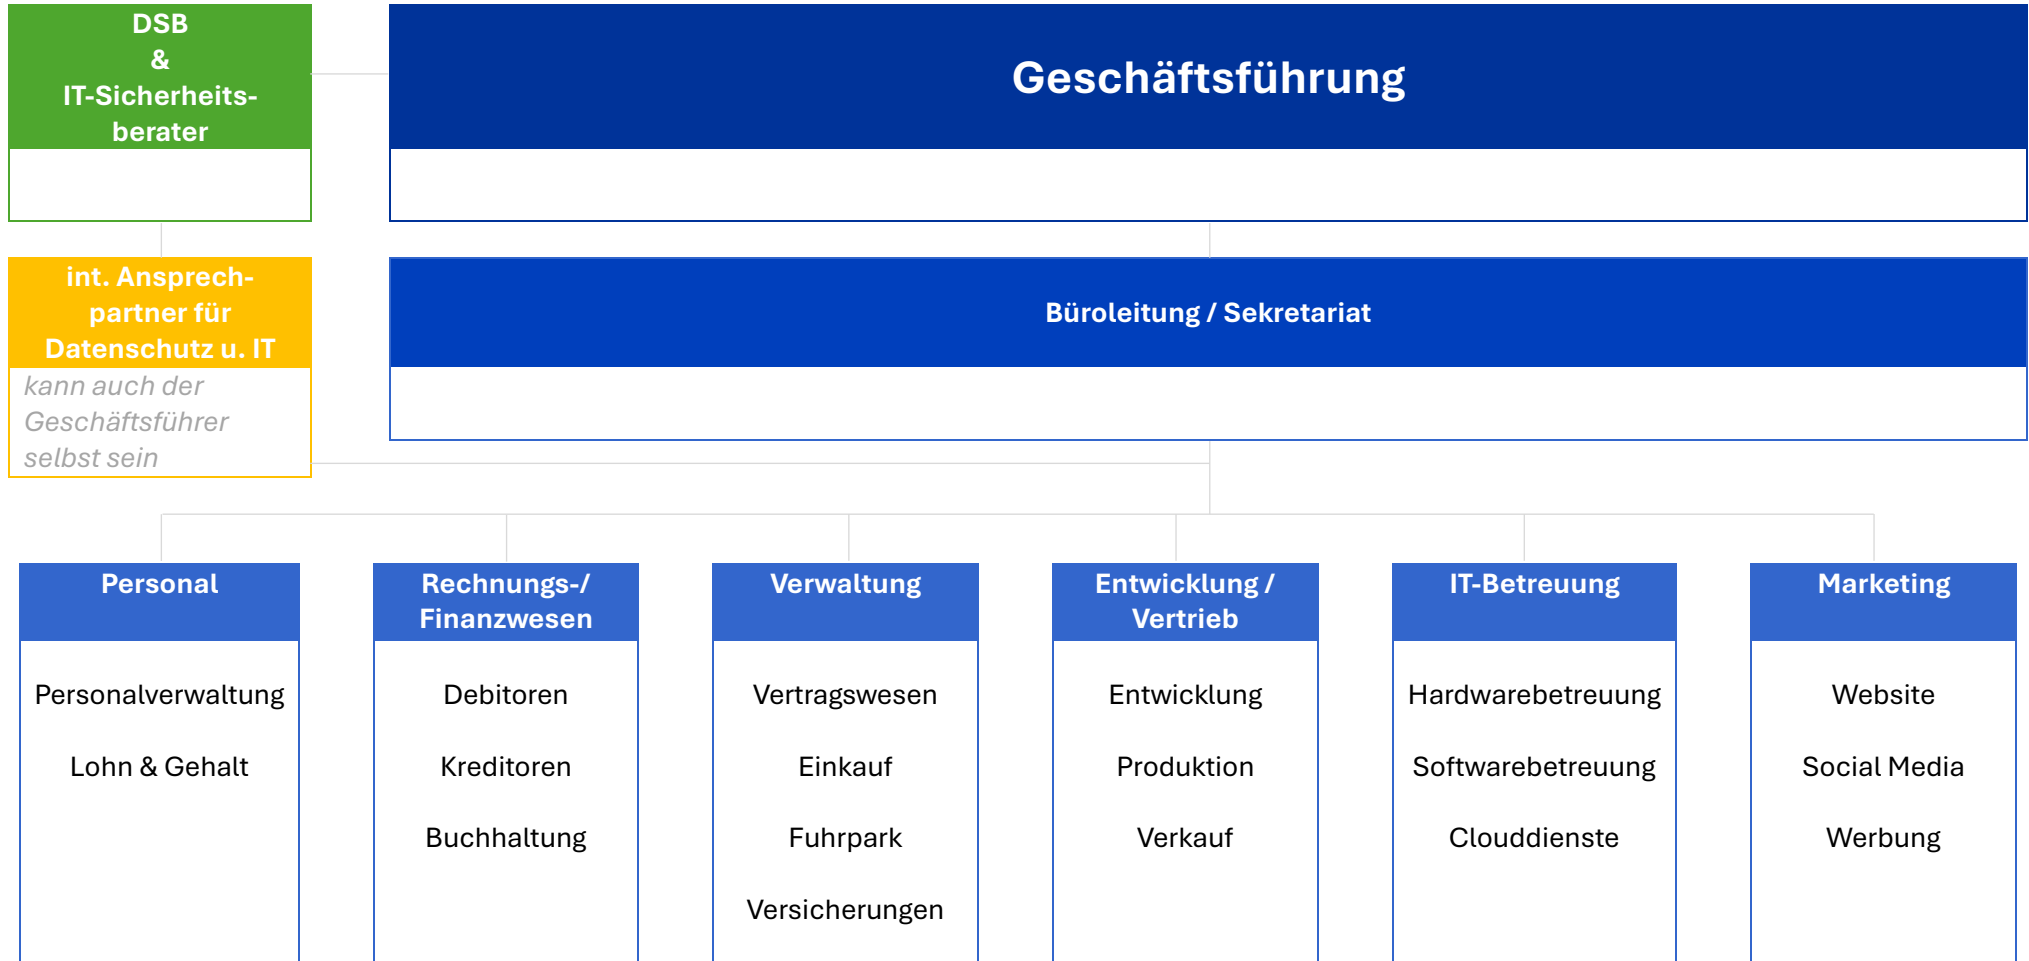 DSB
&
IT-Sicherheits-
berater
Geschäftsführung
int. Ansprech-
partner für
Datenschutz u. IT
kann auch der
Geschäftsführer
selbst sein
Büroleitung / Sekretariat
Personal
Personalverwaltung
Lohn & Gehalt
Rechnungs-/
Finanzwesen
Debitoren
Kreditoren
Buchhaltung
Verwaltung
Vertragswesen
Einkauf
Fuhrpark
Versicherungen
Entwicklung /
Vertrieb
Entwicklung
Produktion
Verkauf
IT-Betreuung
Hardwarebetreuung
Softwarebetreuung
Clouddienste
Marketing
Website
Social Media
Werbung